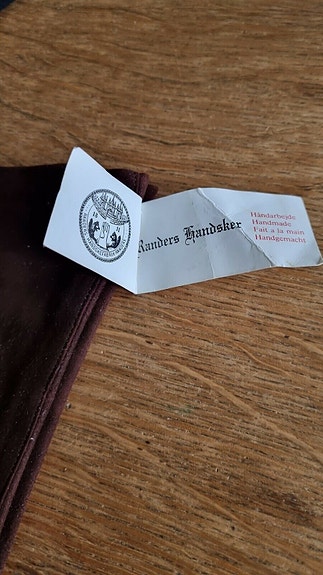 Randers Handsker
Håndarbejde
Handmade
Fait a la main
Handgemacht